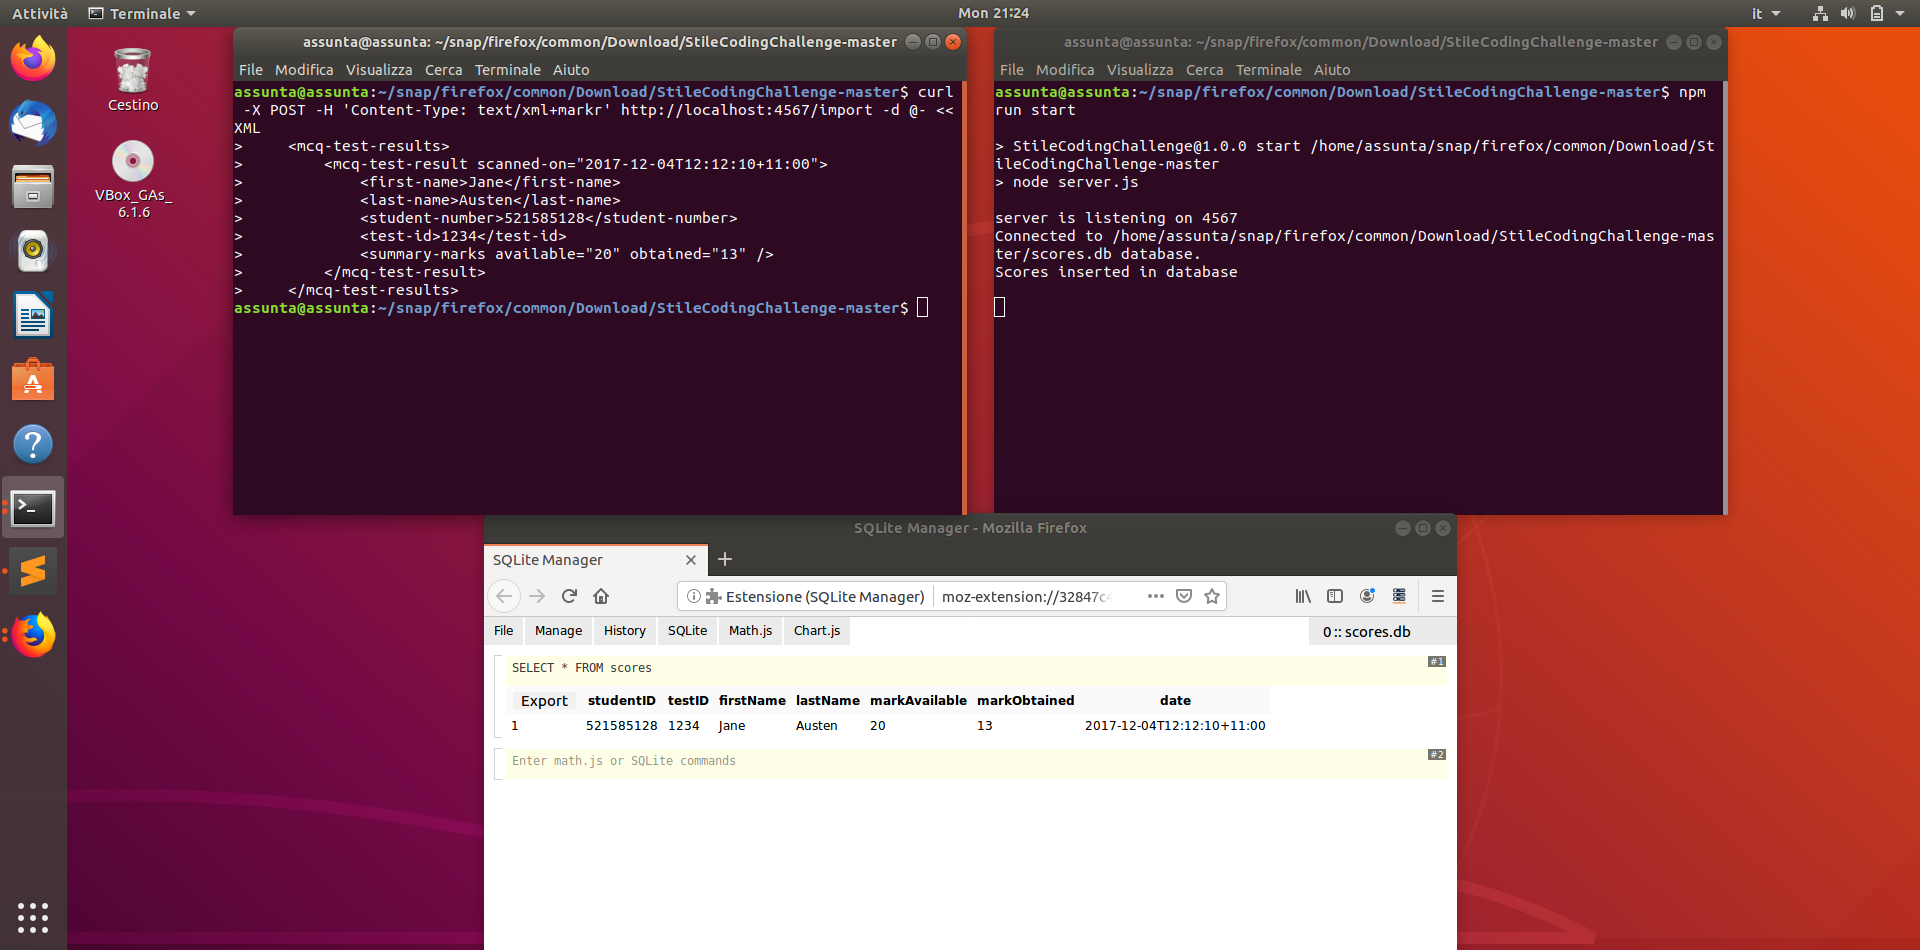 Attività
Terminale
Mon 21:24
it
Cestino
VBox_GAs_
6.1.6
assunta@assunta: ~/snap/firefox/common/Download/StileCodingChallenge-master
File Modifica Visualizza Cerca Terminale Aiuto
assunta@assunta:~/snap/firefox/common/Download/StileCodingChallenge-master$ curl
-X POST -H 'Content-Type: text/xml+markr' http://localhost:4567/import -d @- <<
XML
> <mcq-test-results>
> <mcq-test-result scanned-on="2017-12-04T12:12:10+11:00">
> <first-name>Jane</first-name>
> <last-name>Austen</last-name>
> <student-number>521585128</student-number>
> <test-id>1234</test-id>
> <summary-marks available="20" obtained="13" />
> </mcq-test-result>
> </mcq-test-results>
assunta@assunta:~/snap/firefox/common/Download/StileCodingChallenge-master$
assunta@assunta: ~/snap/firefox/common/Download/StileCodingChallenge-master
File Modifica Visualizza Cerca Terminale Aiuto
assunta@assunta:~/snap/firefox/common/Download/StileCodingChallenge-master$ npm
run start
> StileCodingChallenge@1.0.0 start /home/assunta/snap/firefox/common/Download/St
ileCodingChallenge-master
> node server.js
server is listening on 4567
Connected to /home/assunta/snap/firefox/common/Download/StileCodingChallenge-mas
ter/scores.db database.
Scores inserted in database
SQLite Manager - Mozilla Firefox
SQLite Manager
Estensione (SQLite Manager) moz-extension://32847c
File Manage History SQLite Math.js Chart.js 0 :: scores.db
SELECT * FROM scores #1
Export studentID testID firstName lastName markAvailable markObtained date
1 521585128 1234 Jane Austen 20 13 2017-12-04T12:12:10+11:00
Enter math.js or SQLite commands #2